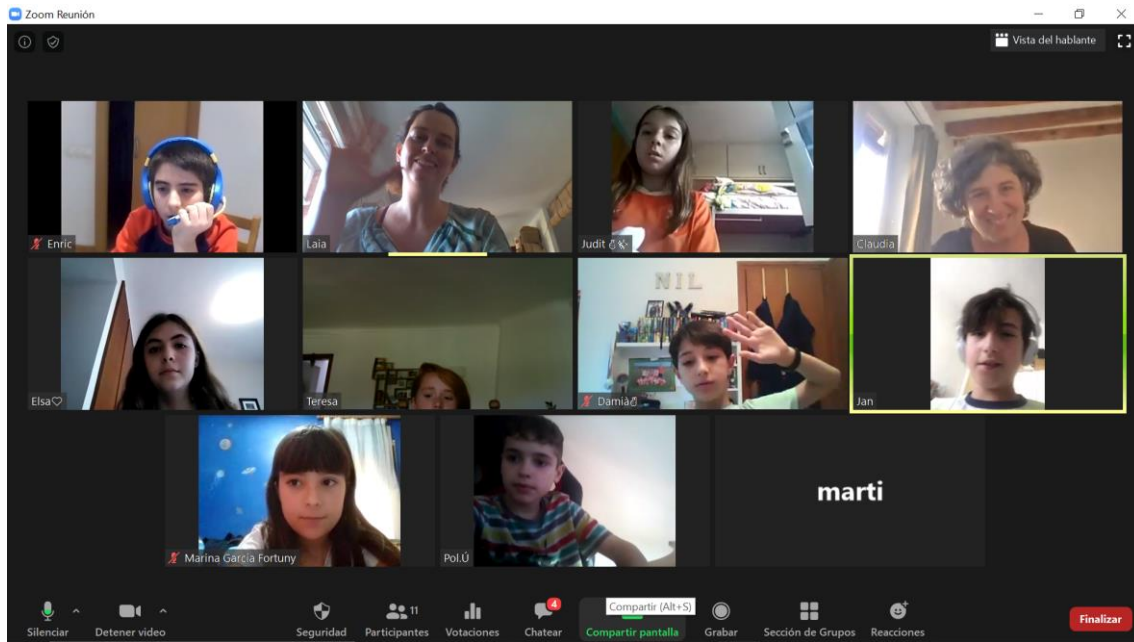 Zoom Reunión
Vista del hablante
Enric
Laia
Judit
Claudia
Elsa♡
Teresa
NIL
Damià
Jan
Marina García Fortuny
Pol.Ú
marti
Silenciar
Detener video
Seguridad
11
Participantes
Votaciones
4
Chatear
Compartir (Alt+S)
Compartir pantalla
Grabar
Sección de Grupos
Reacciones
Finalizar